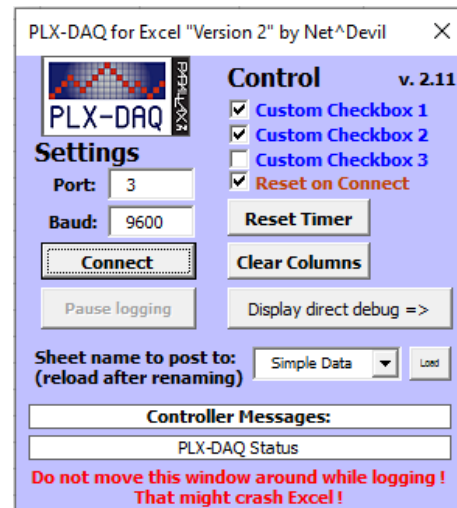 PLX-DAQ for Excel "Version 2" by Net^Devil
PLX-DAQ
PARALLAX
Control v. 2.11
Custom Checkbox 1
Custom Checkbox 2
Custom Checkbox 3
Reset on Connect
Settings
Port: 3
Baud: 9600
Reset Timer
Connect
Clear Columns
Pause logging
Display direct debug =>
Sheet name to post to:
(reload after renaming)
Simple Data
Load
Controller Messages:
PLX-DAQ Status
Do not move this window around while logging !
That might crash Excel !